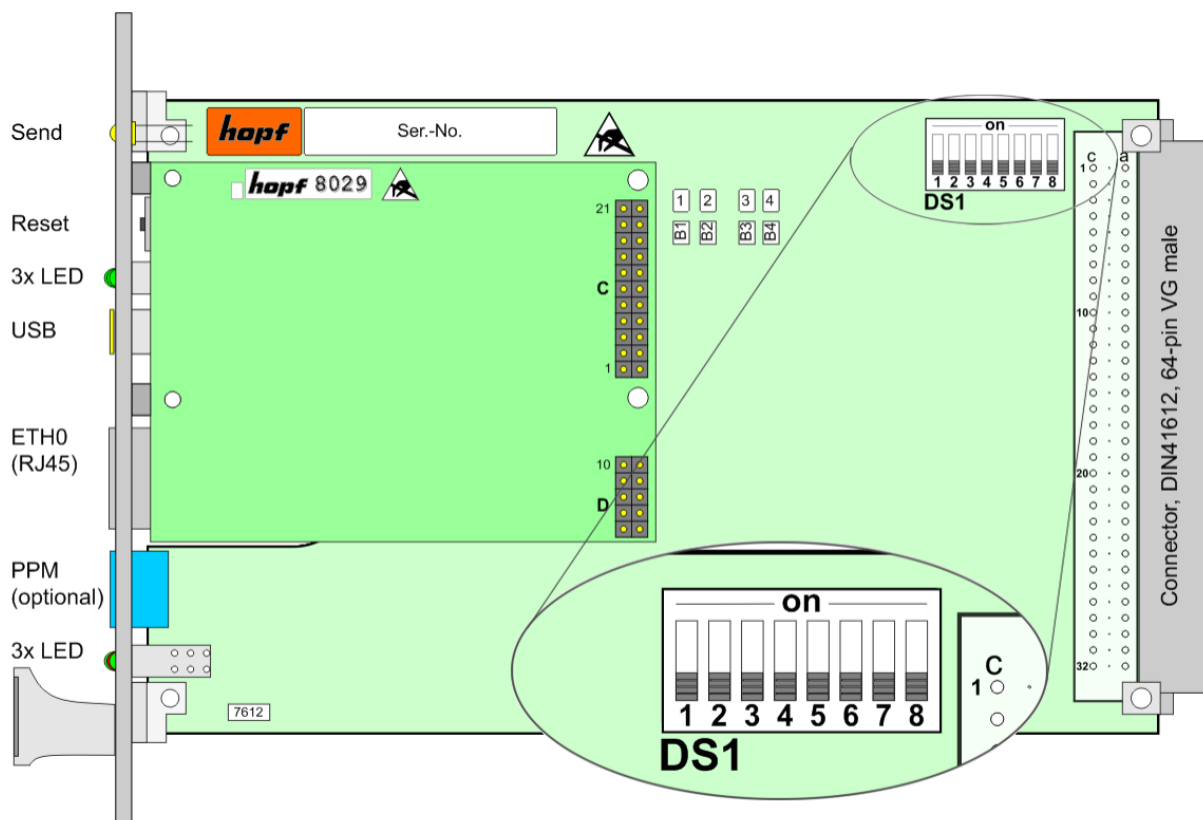 Send
Reset
3x LED
USB
ETH0
(RJ45)
PPM
(optional)
3x LED
hopf
Ser.-No.
hopf 8029
21
C
1
10
D
1 2 3 4
B1 B2 B3 B4
7612
on
1 2 3 4 5 6 7 8
DS1
C a
1
10
20
32
Connector, DIN41612, 64-pin VG male
on
1 2 3 4 5 6 7 8
DS1
C
1